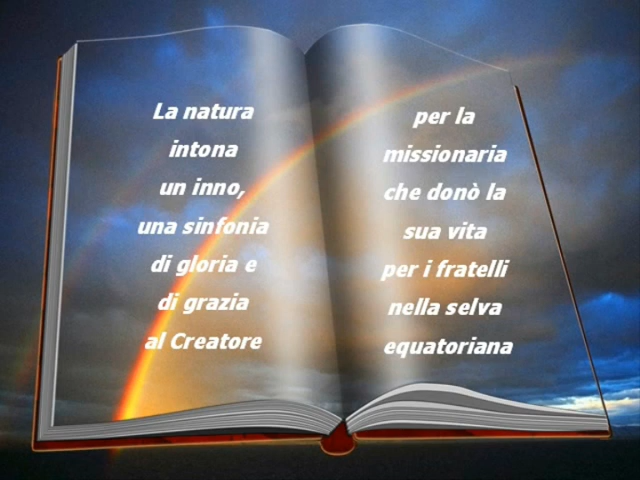 La natura
intona
un inno,
una sinfonia
di gloria e
di grazia
al Creatore
per la
missionaria
che donò la
sua vita
per i fratelli
nella selva
equatoriana